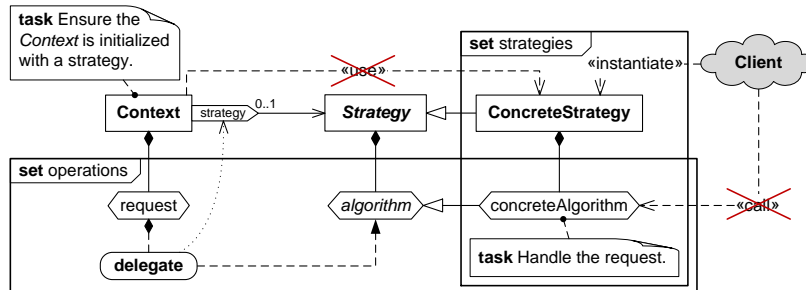 task Ensure the
Context is initialized
with a strategy.
set strategies
«use»
«instantiate»
Client
Context
strategy
0..1
Strategy
ConcreteStrategy
set operations
request
algorithm
concreteAlgorithm
«call»
delegate
task Handle the request.